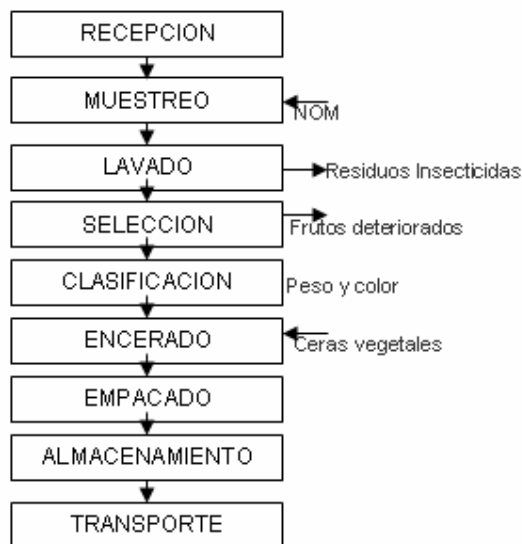 RECEPCION
MUESTREO
NOM
LAVADO
Residuos Insecticidas
SELECCION
Frutos deteriorados
CLASIFICACION
Peso y color
ENCERADO
Ceras vegetales
EMPACADO
ALMACENAMIENTO
TRANSPORTE